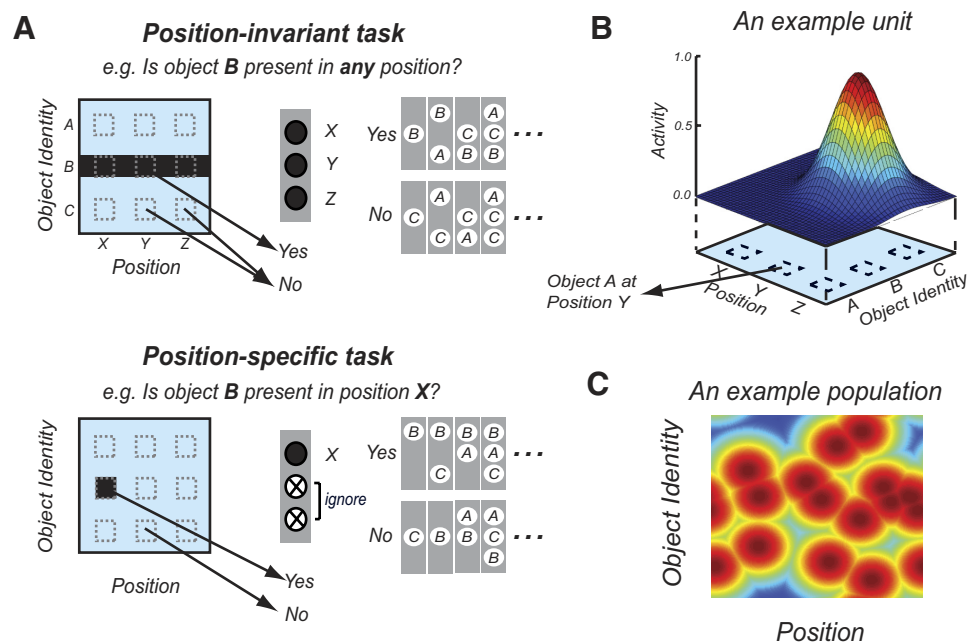 A
Position-invariant task
e.g. Is object B present in any position?
Object Identity
A
B
C
X Y Z
Position
Yes
No
X
Y
Z
Yes
B
B A
C B
A C B
...
No
C
A C
C A
A C C
...
Position-specific task
e.g. Is object B present in position X?
Object Identity
Position
Yes
No
X
ignore
Yes
B
B C
B A
B A C
...
No
C
B
A B
A C B
...
B
An example unit
Activity
1.0
0.5
0.0
X
Y
Z
Position
A
B
C
Object Identity
Object A at
Position Y
C
An example population
Object Identity
Position